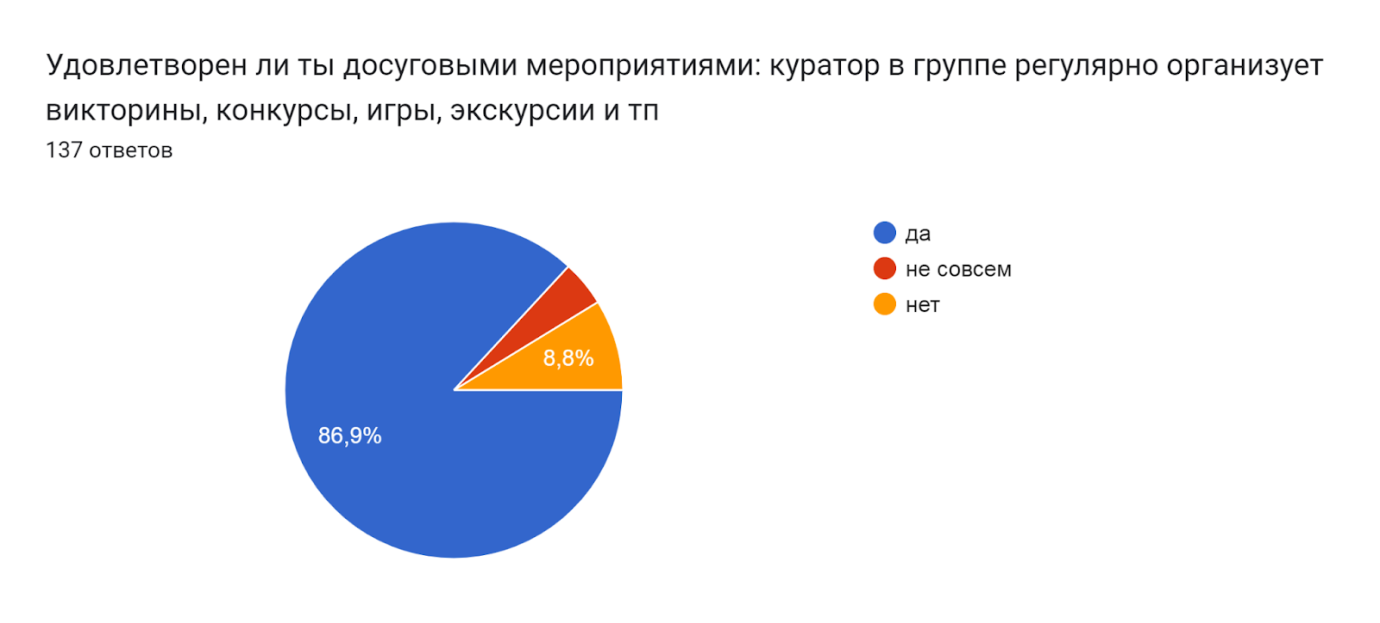 Удовлетворен ли ты досуговыми мероприятиями: куратор в группе регулярно организует
викторины, конкурсы, игры, экскурсии и тп
137 ответов
да
не совсем
нет
8,8%
86,9%